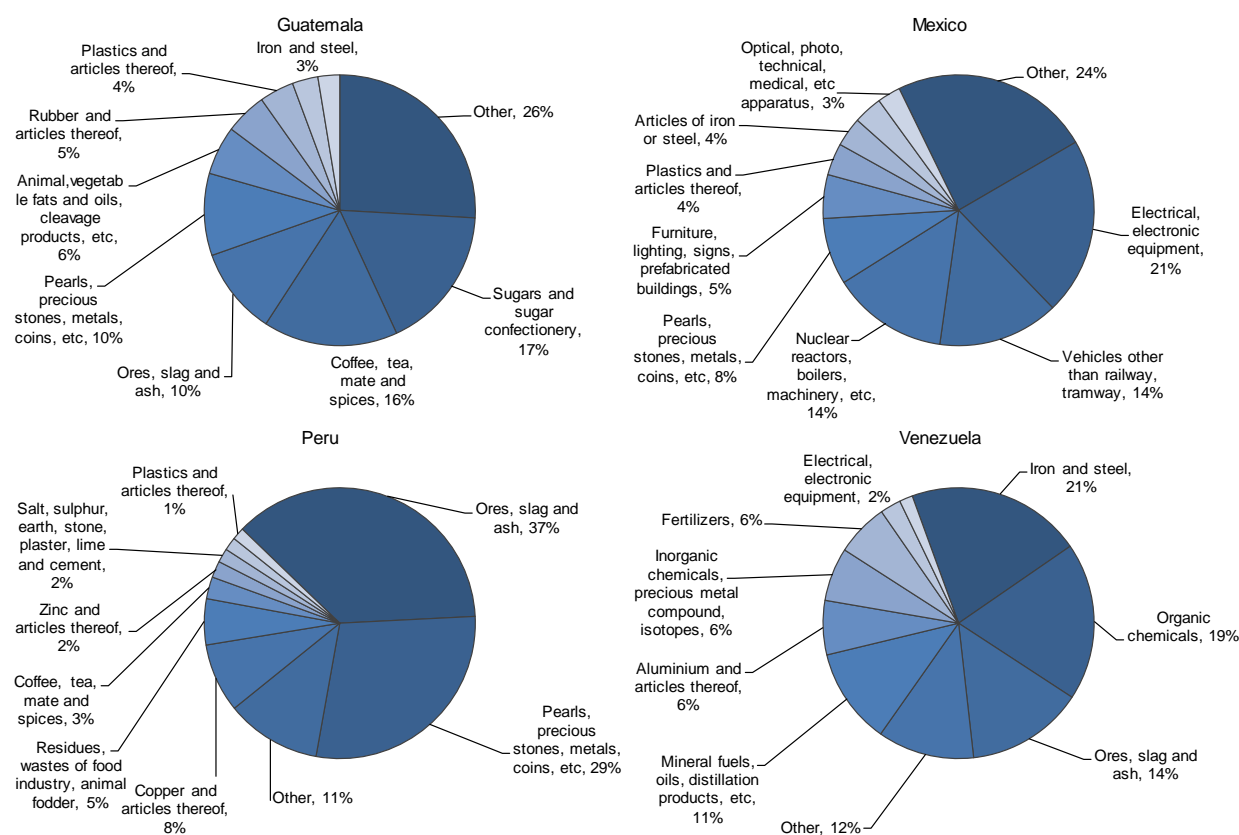 Guatemala
Plastics and
articles thereof,
4%
Iron and steel,
3%
Other, 26%
Rubber and
articles thereof,
5%
Animal,vegetab
le fats and oils,
cleavage
products, etc,
6%
Pearls,
precious
stones, metals,
coins, etc, 10%
Ores, slag and
ash, 10%
Coffee, tea,
mate and
spices, 16%
Sugars and
sugar
confectionery,
17%
Mexico
Optical, photo,
technical,
medical, etc
apparatus, 3%
Other, 24%
Articles of iron
or steel, 4%
Plastics and
articles thereof,
4%
Furniture,
lighting, signs,
prefabricated
buildings, 5%
Pearls,
precious
stones, metals,
coins, etc, 8%
Nuclear
reactors,
boilers,
machinery, etc,
14%
Vehicles other
than railway,
tramway, 14%
Electrical,
electronic
equipment,
21%
Peru
Plastics and
articles thereof,
1%
Ores, slag and
ash, 37%
Salt, sulphur,
earth, stone,
plaster, lime
and cement,
2%
Zinc and
articles thereof,
2%
Coffee, tea,
mate and
spices, 3%
Residues,
wastes of food
industry, animal
fodder, 5%
Copper and
articles thereof,
8%
Other, 11%
Pearls,
precious
stones, metals,
coins, etc, 29%
Venezuela
Electrical,
electronic
equipment, 2%
Iron and steel,
21%
Fertilizers, 6%
Inorganic
chemicals,
precious metal
compound,
isotopes, 6%
Aluminium and
articles thereof,
6%
Mineral fuels,
oils, distillation
products, etc,
11%
Other, 12%
Ores, slag and
ash, 14%
Organic
chemicals, 19%